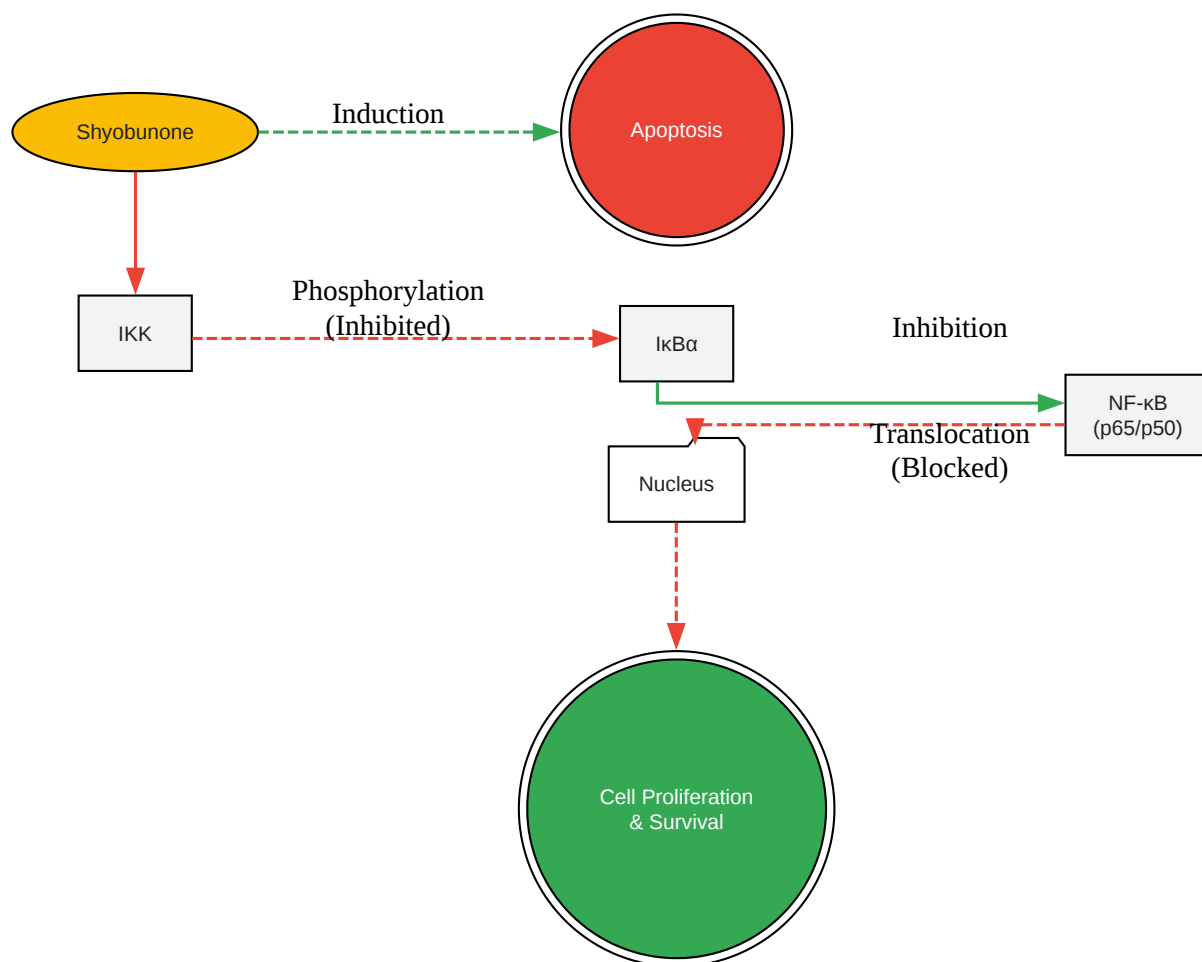 Shyobunone
Induction
Apoptosis
IKK
Phosphorylation
(Inhibited)
IκBα
Inhibition
NF-κB
(p65/p50)
Translocation
(Blocked)
Nucleus
Cell Proliferation
& Survival